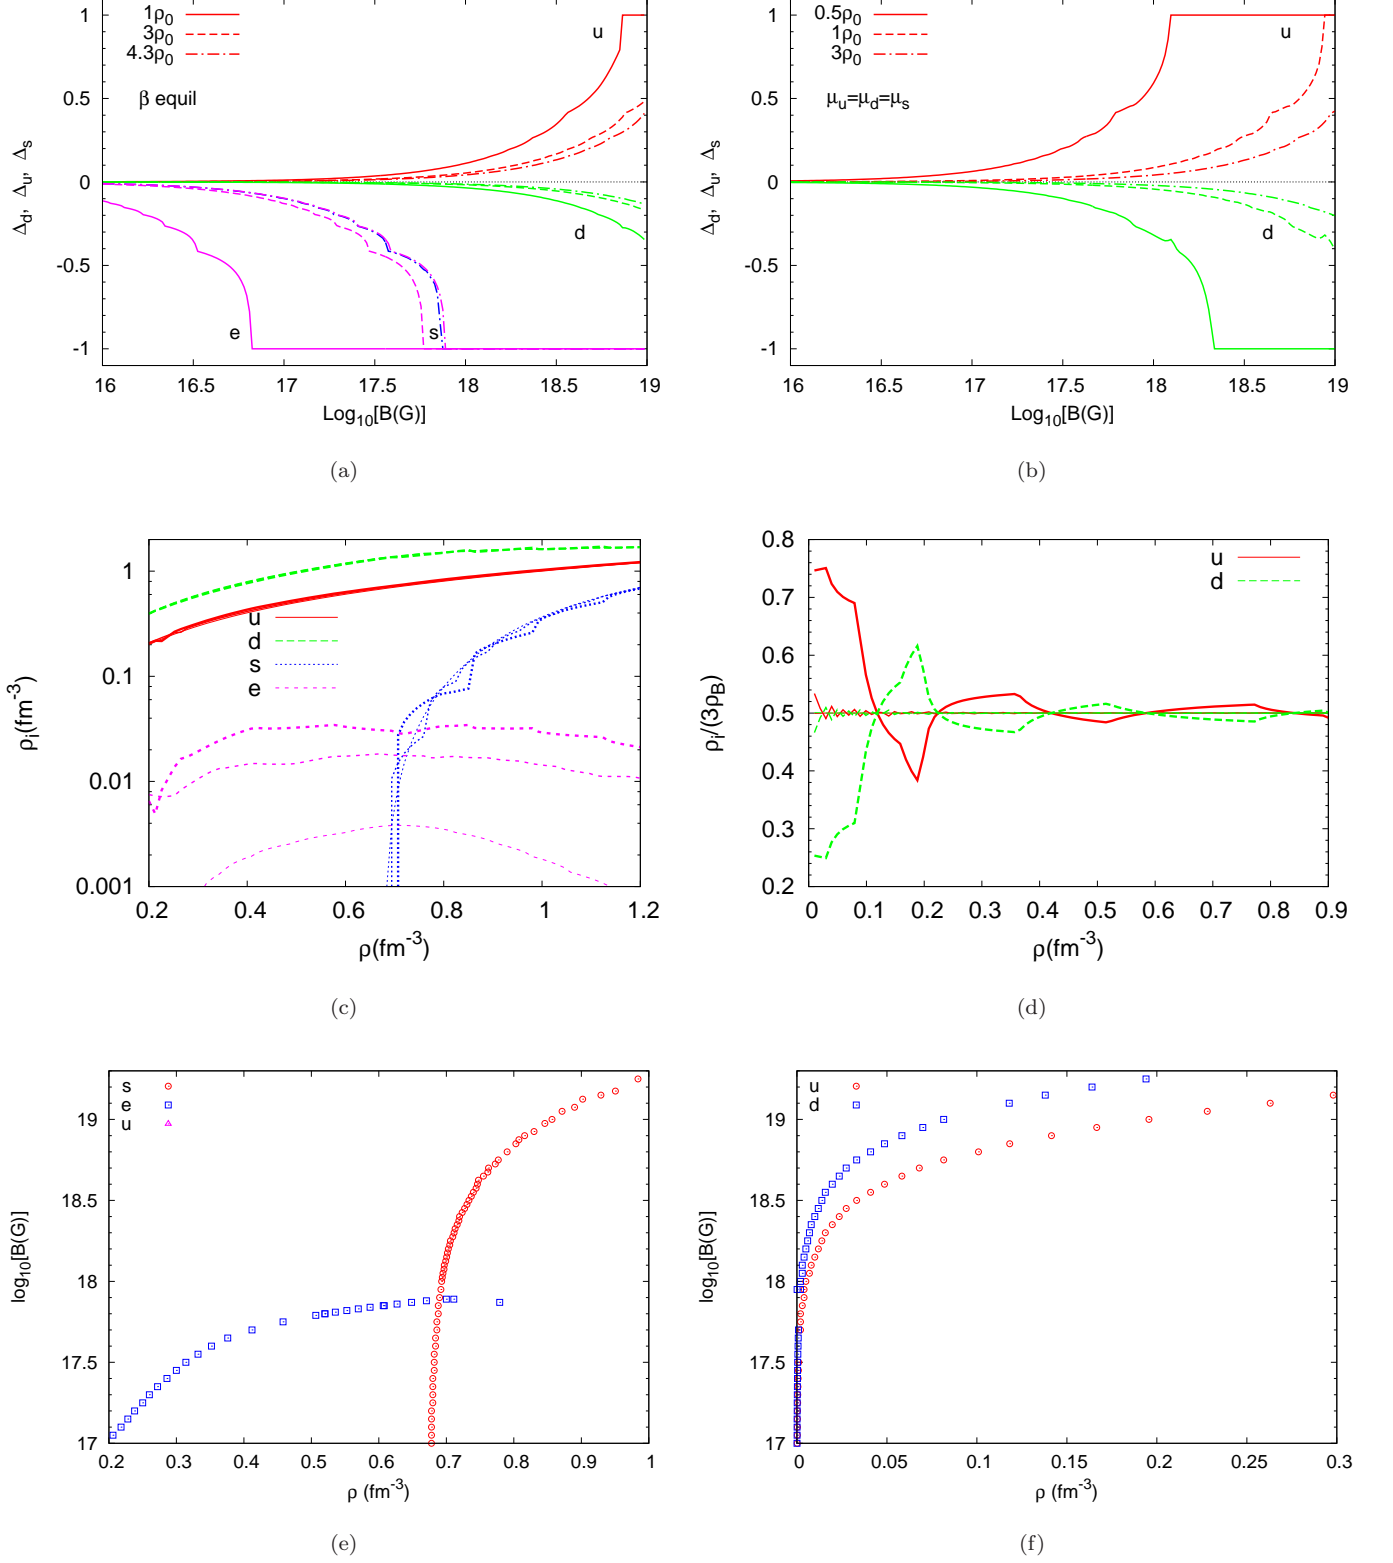 1ρ0
3ρ0
4.3ρ0
β equil
u
d
e
s
1
0.5
0
-0.5
-1
Δd, Δu, Δs
16 16.5 17 17.5 18 18.5 19
Log10[B(G)]
(a)
0.5ρ0
1ρ0
3ρ0
μu=μd=μs
u
d
1
0.5
0
-0.5
-1
Δd, Δu, Δs
16 16.5 17 17.5 18 18.5 19
Log10[B(G)]
(b)
1
0.1
0.01
0.001
ρi(fm-3)
u
d
s
e
0.2 0.4 0.6 0.8 1 1.2
ρ(fm-3)
(c)
0.8
0.7
0.6
0.5
0.4
0.3
0.2
ρi/(3ρB)
u
d
0 0.1 0.2 0.3 0.4 0.5 0.6 0.7 0.8 0.9
ρ(fm-3)
(d)
s
e
u
19
18.5
18
17.5
17
log10[B(G)]
0.2 0.3 0.4 0.5 0.6 0.7 0.8 0.9 1
ρ (fm-3)
(e)
u
d
19
18.5
18
17.5
17
log10[B(G)]
0 0.05 0.1 0.15 0.2 0.25 0.3
ρ (fm-3)
(f)